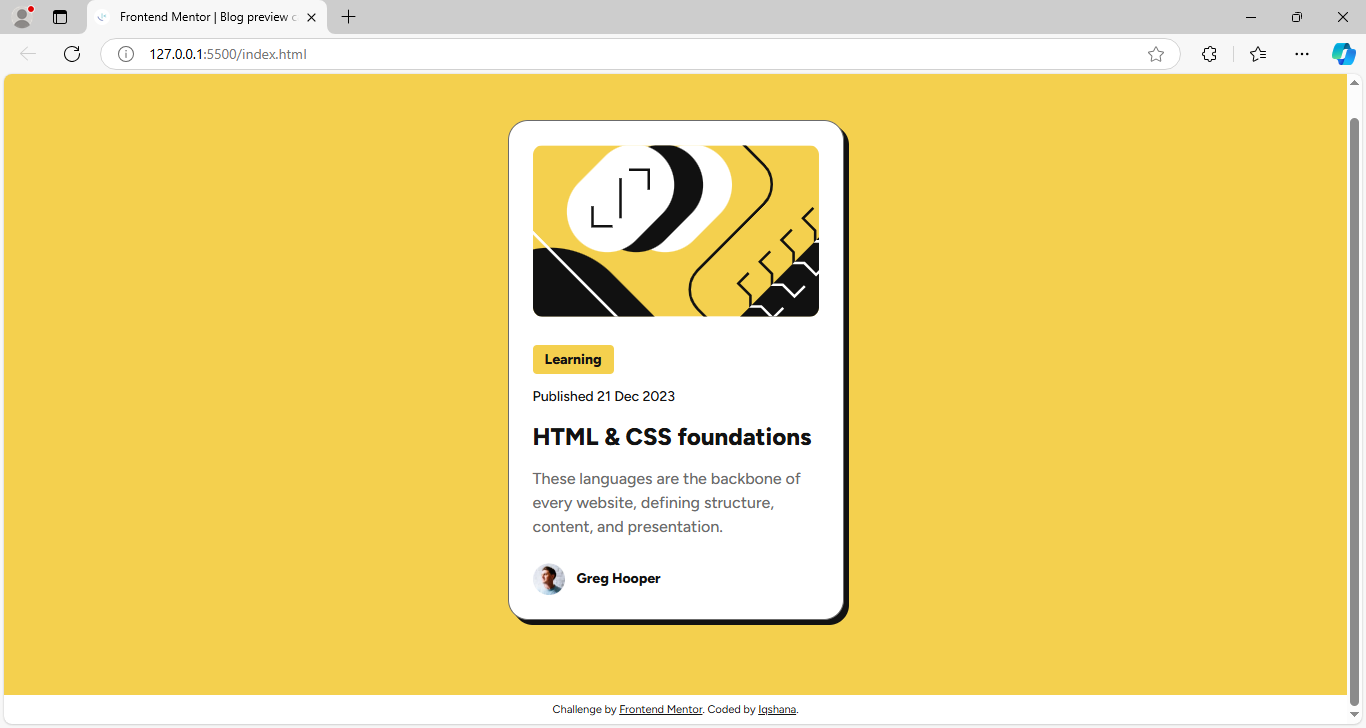 Frontend Mentor | Blog preview c
127.0.0.1:5500/index.html
Learning
Published 21 Dec 2023
HTML & CSS foundations
These languages are the backbone of
every website, defining structure,
content, and presentation.
Greg Hooper
Challenge by Frontend Mentor. Coded by Iqshana.